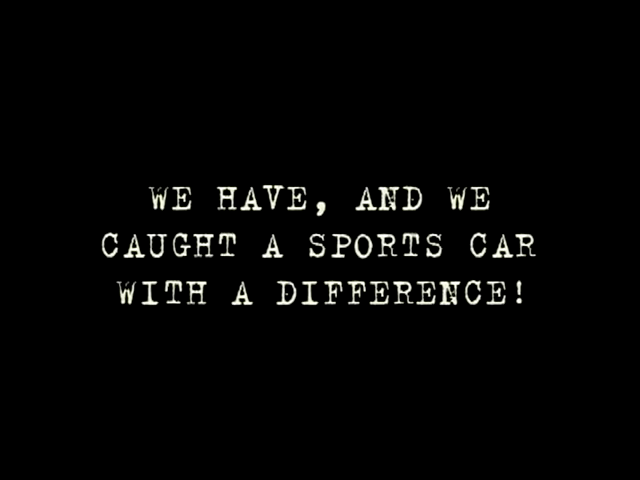 WE HAVE, AND WE
CAUGHT A SPORTS CAR
WITH A DIFFERENCE!